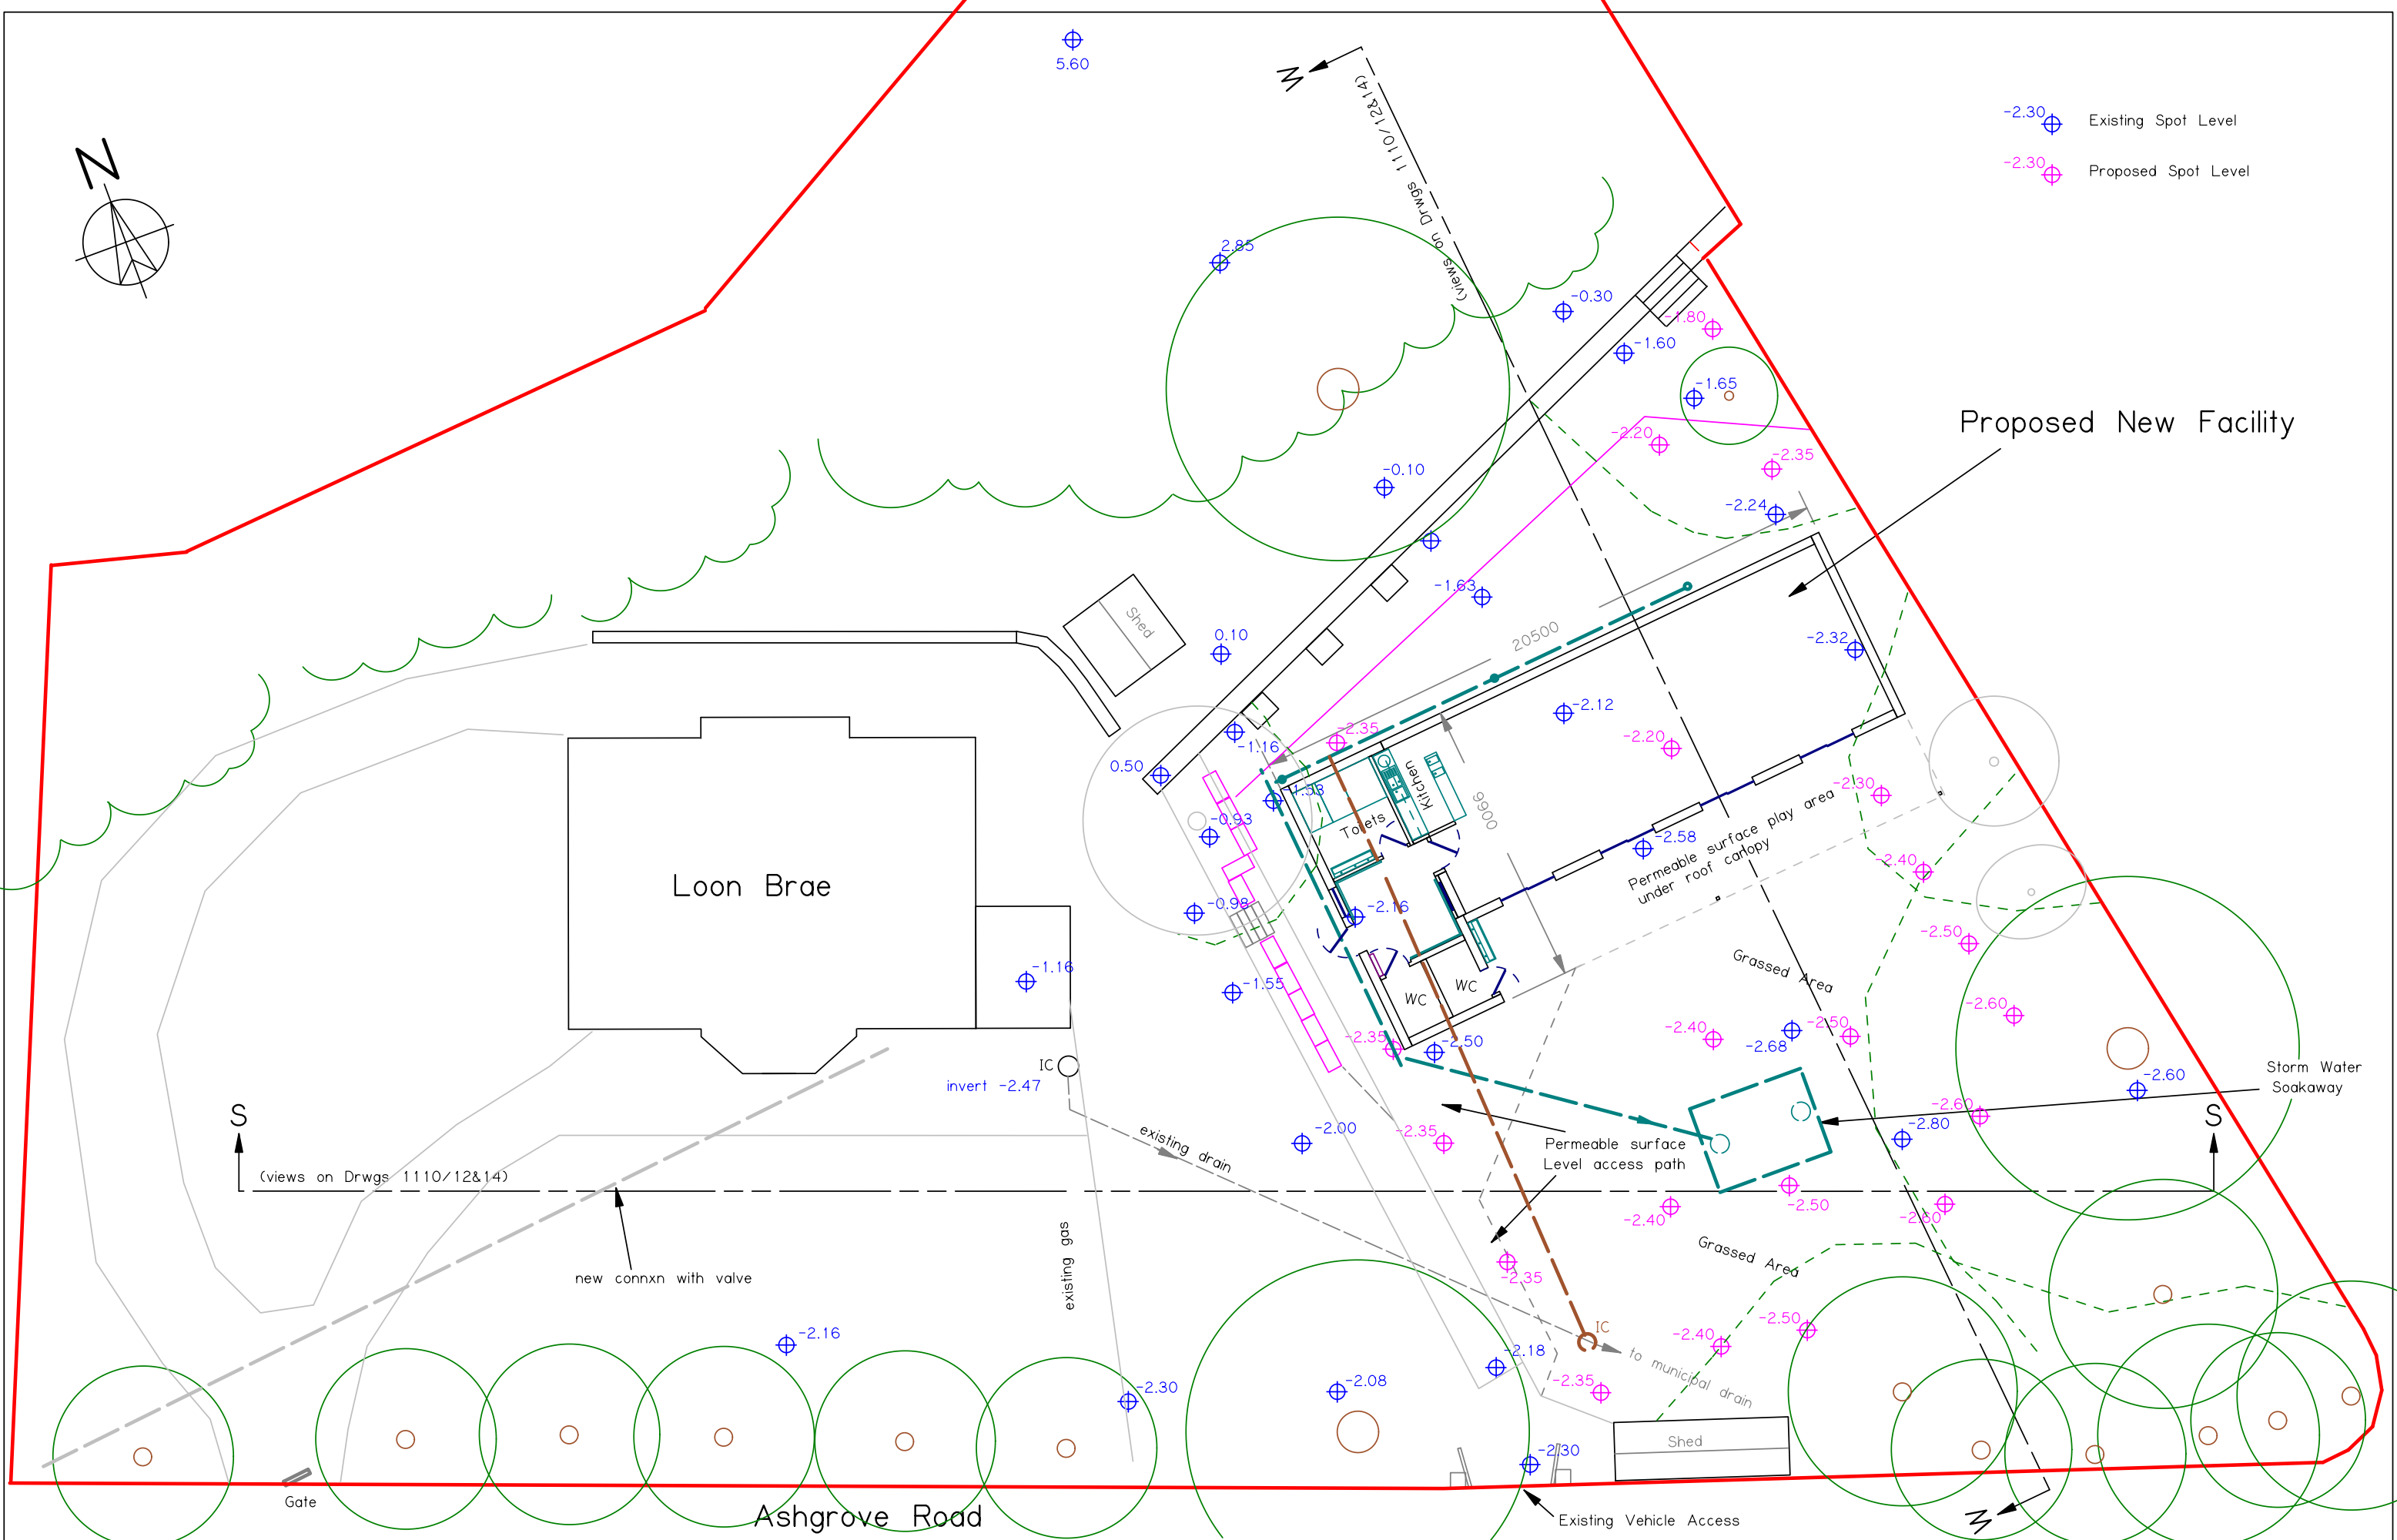 5.60
W
(views on Drwgs 1110/12&14)
-2.30
Existing Spot Level
-2.30
Proposed Spot Level
N
2.85
-0.30
-1.80
-1.60
-1.65
Proposed New Facility
-2.20
-2.35
-0.10
-2.24
Shed
-1.63
20500
0.10
-2.32
-2.12
-2.35
-2.20
-1.16
0.50
-1.53
Kitchen
9900
-2.30
-0.93
Toilets
Permeable surface play area
under roof canopy
-2.58
-2.40
Loon Brae
-0.98
-2.16
-2.50
Grassed Area
-1.16
-1.55
WC
WC
-2.60
-2.40
-2.50
-2.68
-2.35
-2.50
IC
invert -2.47
Storm Water
Soakaway
-2.60
-2.60
S
S
existing drain
-2.00
-2.35
Permeable surface
Level access path
-2.80
(views on Drwgs 1110/12&14)
-2.50
-2.40
-2.60
new connxn with valve
existing gas
-2.35
Grassed Area
-2.16
IC
-2.40
-2.50
-2.18
to municipal drain
-2.30
-2.08
-2.35
Shed
-2.30
Gate
Ashgrove Road
Existing Vehicle Access
W